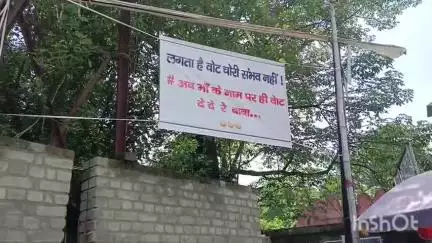 लगता है वोट चोरी संभव नहीं !
# अब माँ के नाम पर ही वोट
दे दे रे बाबा...
InShot